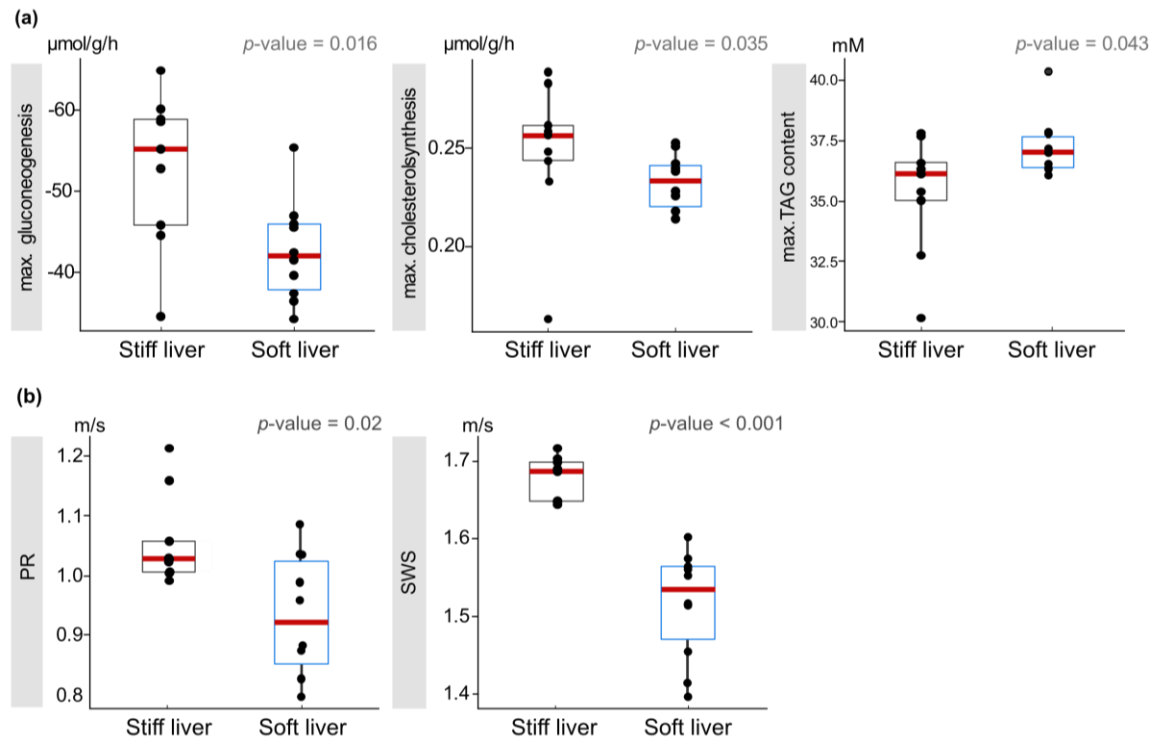 (a)
µmol/g/h
p-value = 0.016
max. gluconeogenesis
-60
-50
-40
Stiff liver
Soft liver
µmol/g/h
p-value = 0.035
max. cholesterolsynthesis
0.25
0.20
Stiff liver
Soft liver
mM
p-value = 0.043
max.TAG content
40.0
37.5
35.0
32.5
30.0
Stiff liver
Soft liver
(b)
m/s
p-value = 0.02
PR
1.2
1.1
1.0
0.9
0.8
Stiff liver
Soft liver
m/s
p-value < 0.001
SWS
1.7
1.6
1.5
1.4
Stiff liver
Soft liver